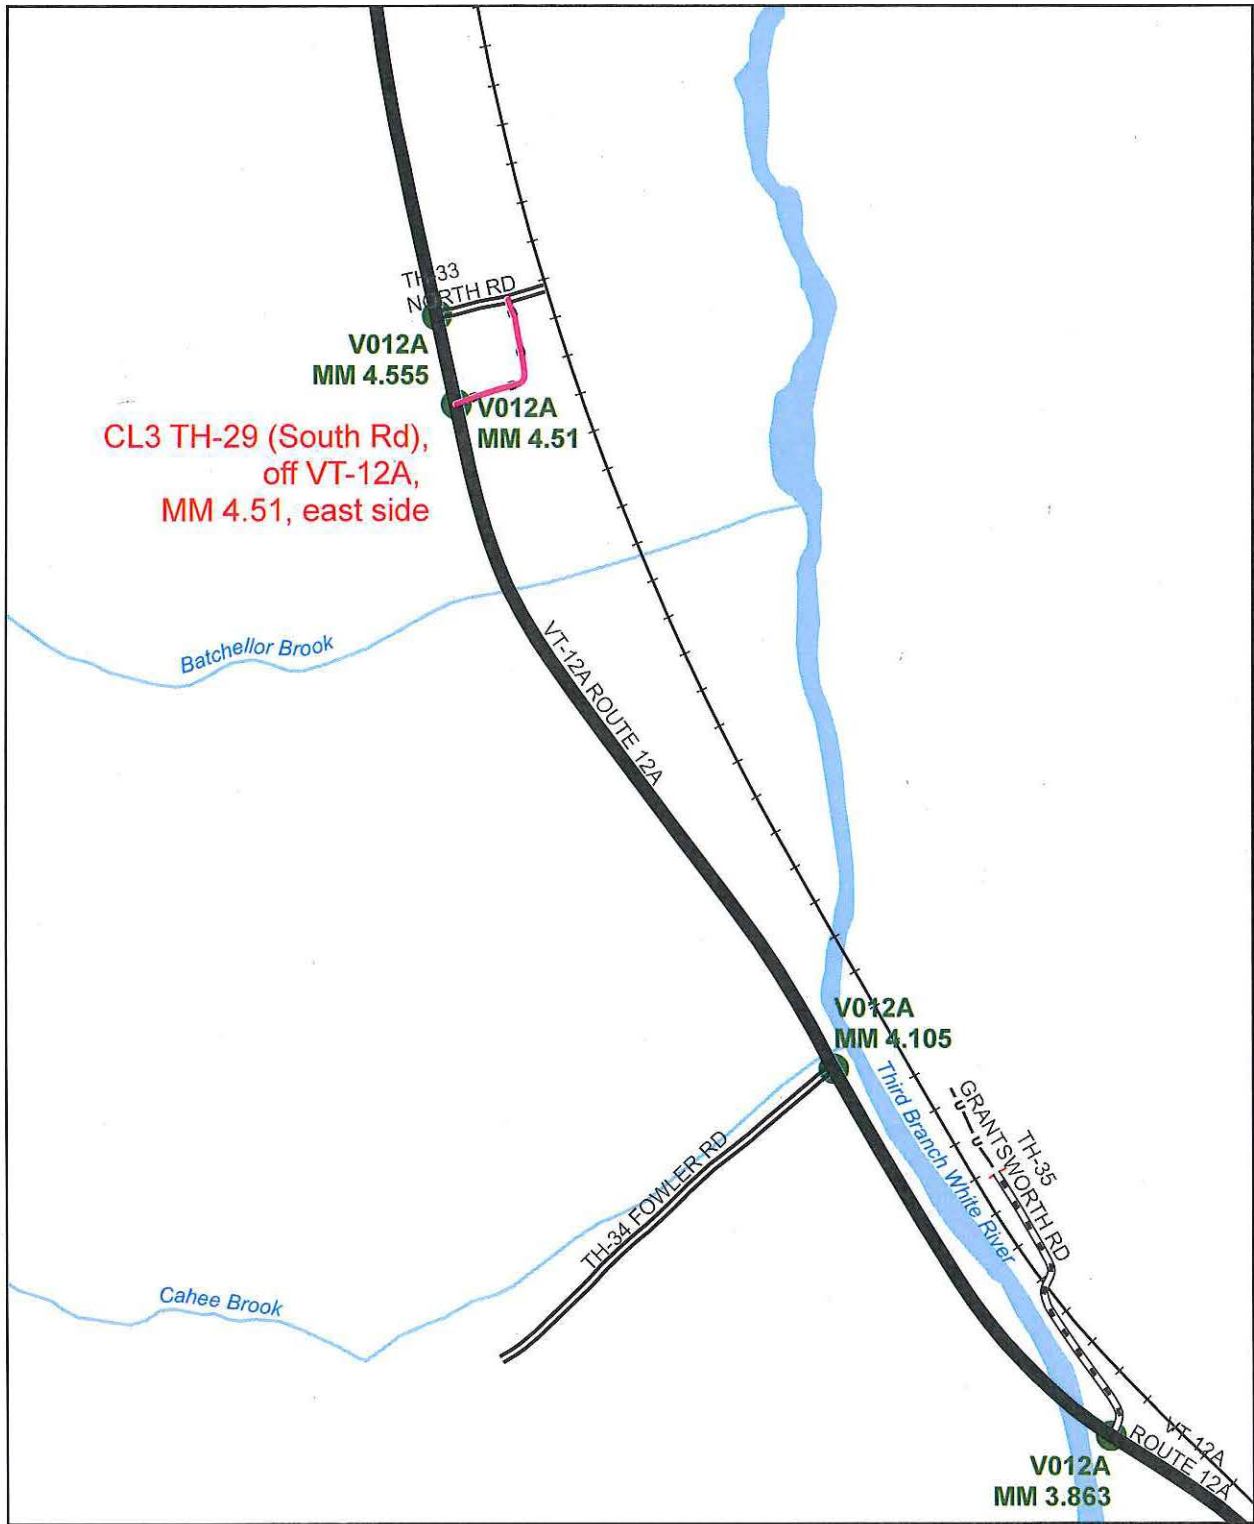 TH-33
NORTH RD
V012A
MM 4.555
V012A
MM 4.51
CL3 TH-29 (South Rd),
off VT-12A,
MM 4.51, east side
Batchellor Brook
VT-12A ROUTE 12A
V012A
MM 4.105
Third Branch White River
TH-35
GRANTSWORTH RD
TH-34 FOWLER RD
Cahee Brook
VT-12A
ROUTE 12A
V012A
MM 3.863